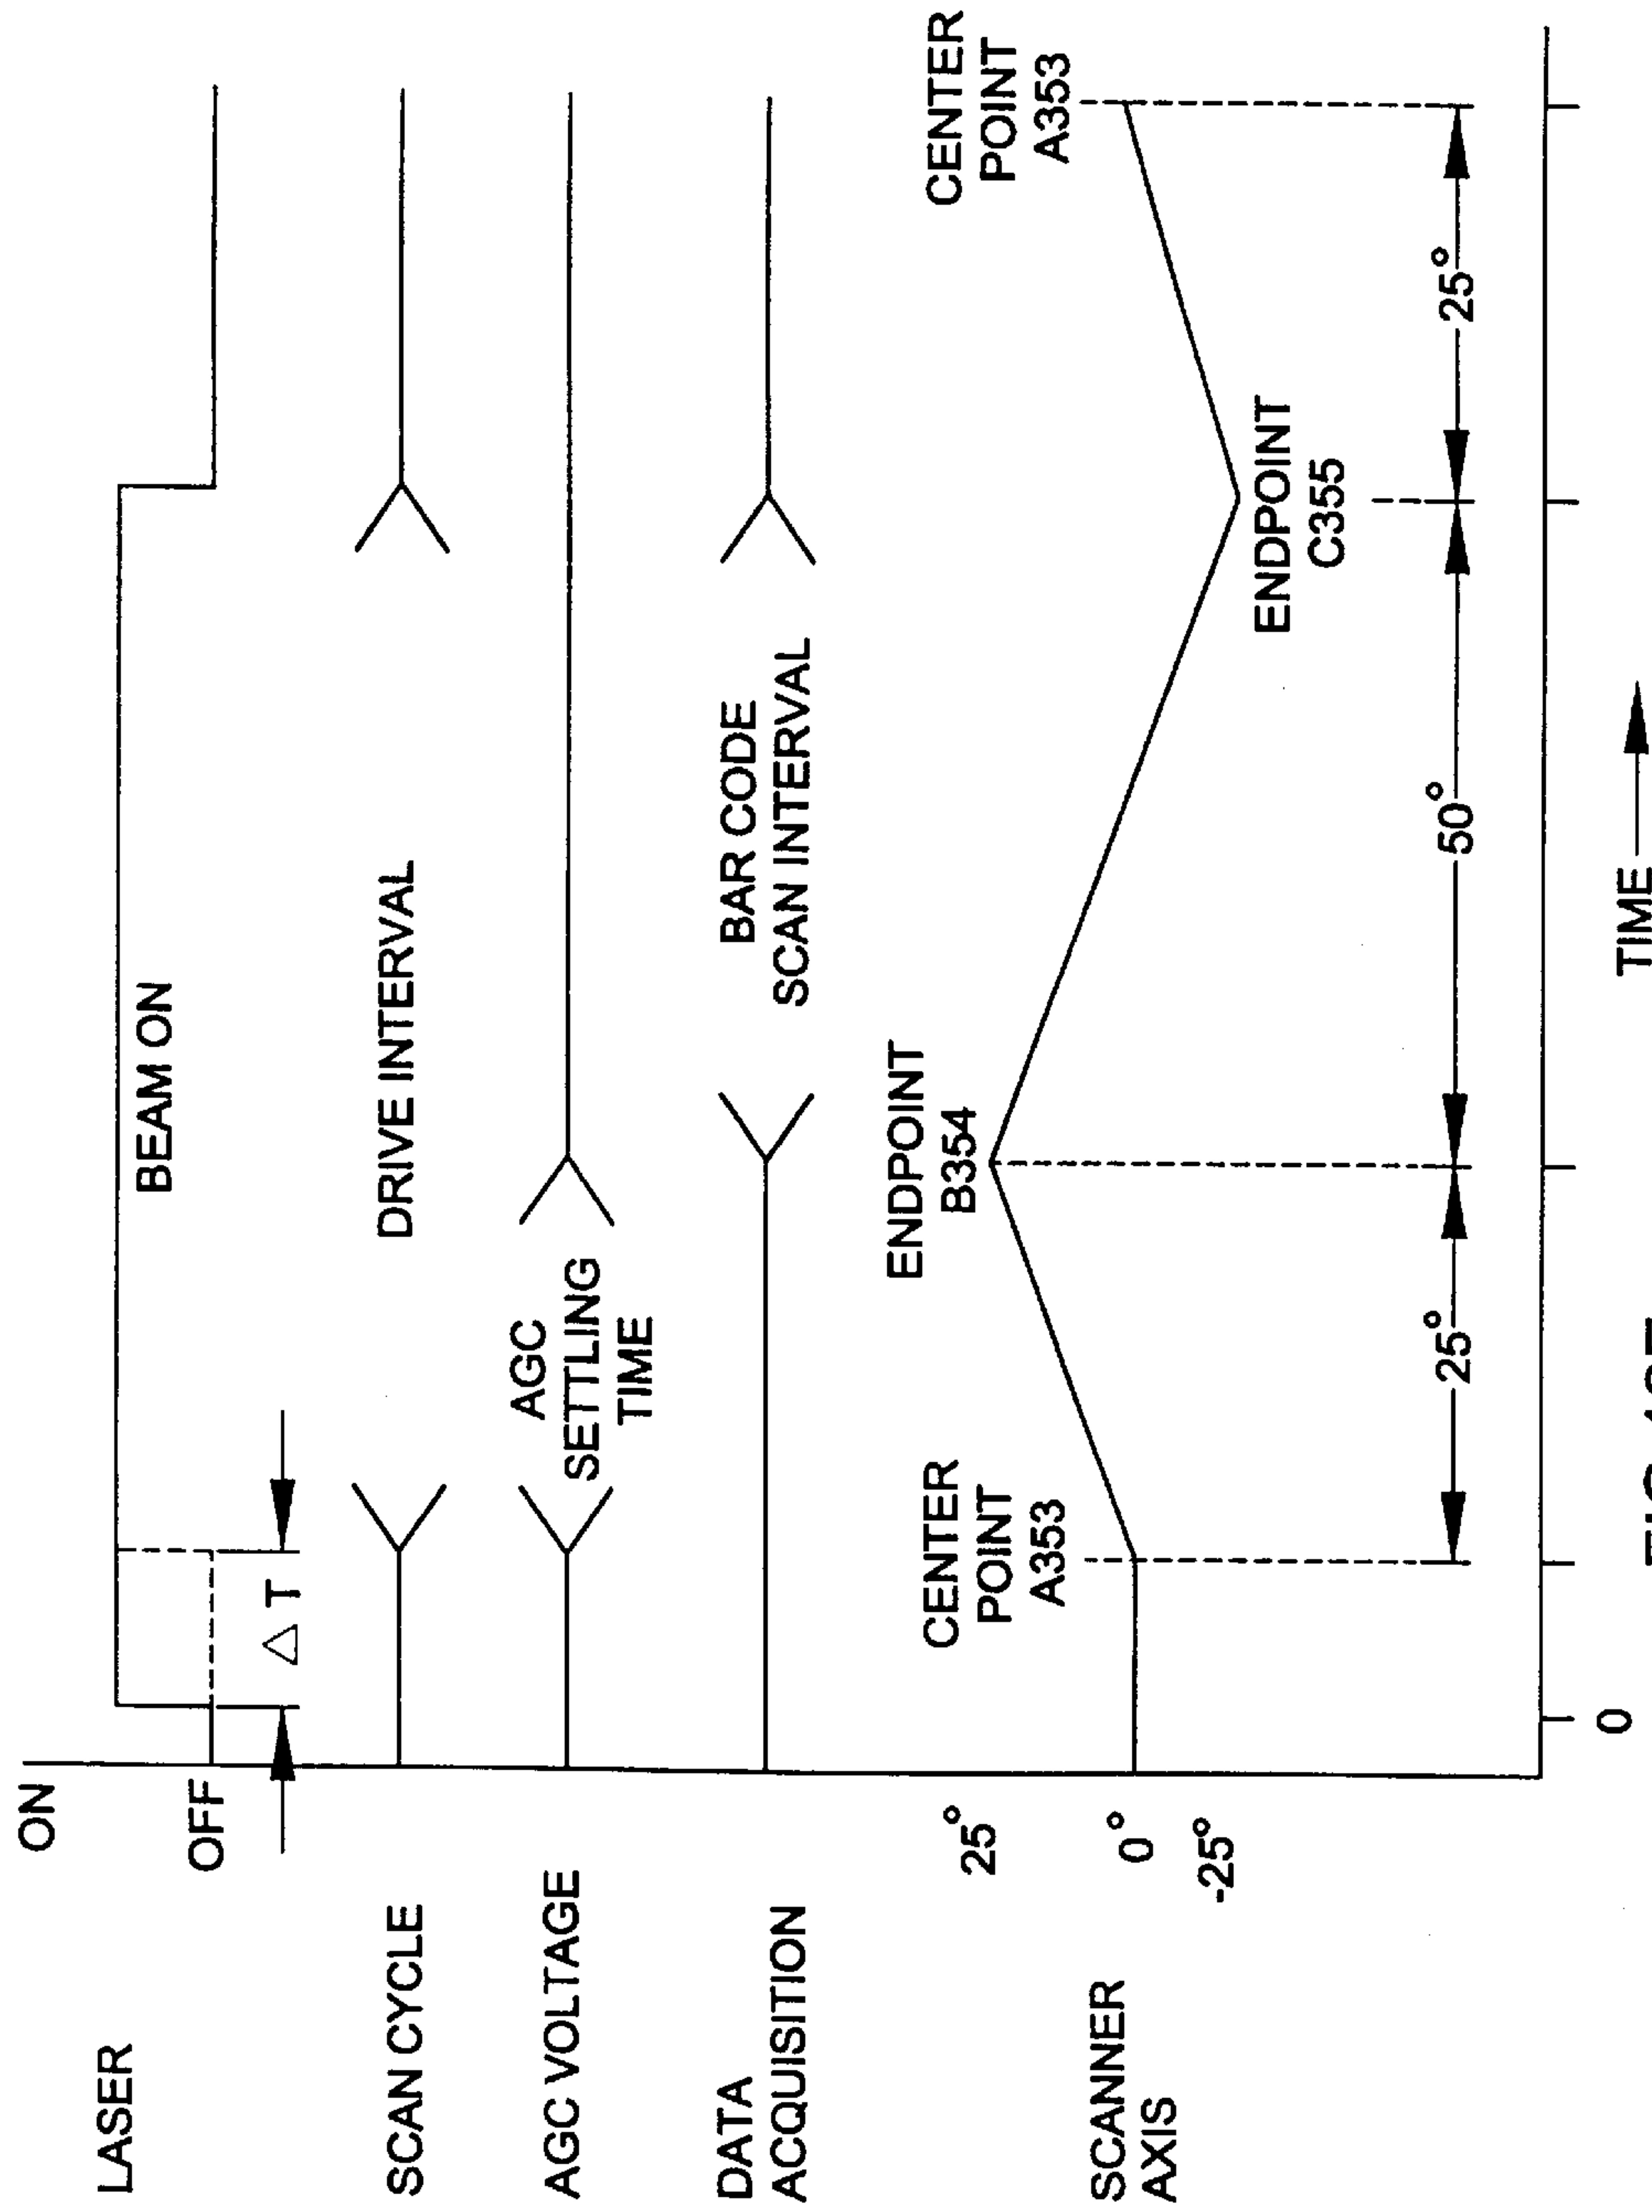 LASER
ON
OFF
BEAM ON
△T
SCAN CYCLE
DRIVE INTERVAL
AGC VOLTAGE
AGC
SETTLING
TIME
DATA
ACQUISITION
BAR CODE
SCAN INTERVAL
SCANNER
AXIS
25°
0°
-25°
CENTER
POINT
A353
ENDPOINT
B354
ENDPOINT
C355
CENTER
POINT
A353
25°
50°
25°
0
TIME